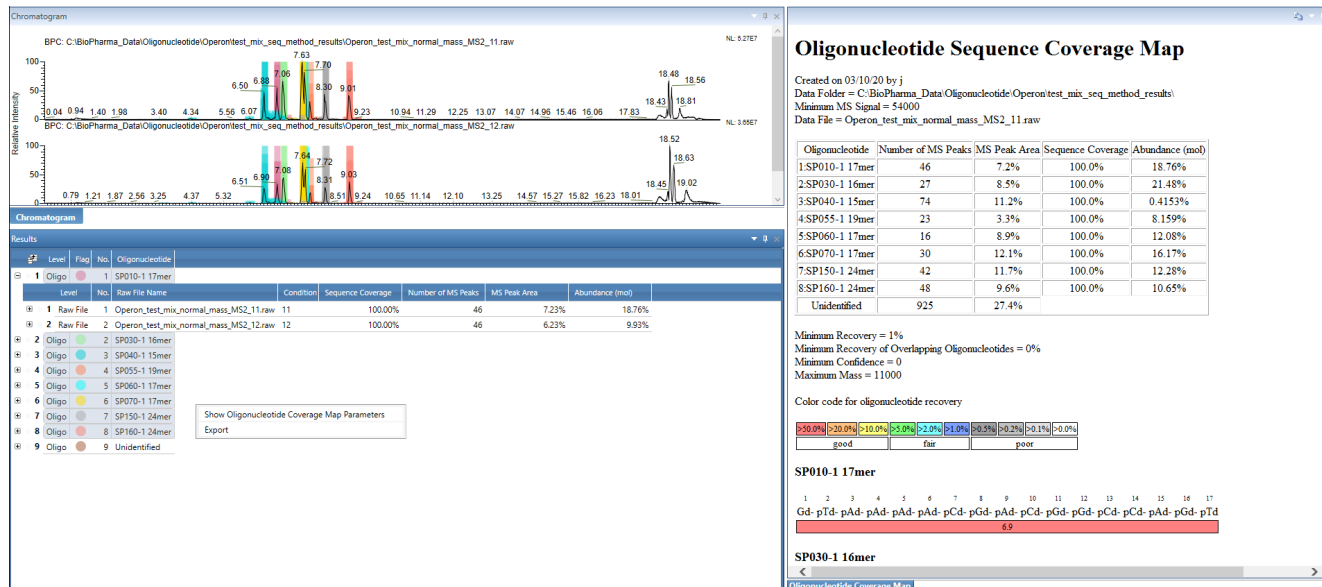 Chromatogram
BPC: C:\BioPharma_Data\Oligonucleotide\Operon\test_mix_seq_method_results\Operon_test_mix_normal_mass_MS2_11.raw
NL: 5.27E7
Relative Intensity
100
50
0
0.04 0.94 1.40 1.98 3.40 4.34 5.56 6.07 6.50 6.88 7.06 7.63 7.70 8.30 9.01 9.23 10.94 11.29 12.25 13.07 14.07 14.96 15.46 16.06 17.83 18.43 18.48 18.56 18.81
BPC: C:\BioPharma_Data\Oligonucleotide\Operon\test_mix_seq_method_results\Operon_test_mix_normal_mass_MS2_12.raw
NL: 3.65E7
100
50
0
0.79 1.21 1.87 2.56 3.25 4.37 5.32 6.51 6.90 7.08 7.64 7.72 8.31 8.51 9.03 9.24 10.65 11.14 12.10 13.25 14.57 15.27 15.82 16.23 18.01 18.45 18.52 18.63 19.02
Chromatogram
Results
Level Flag No. Oligonucleotide
1 Oligo 1 SP010-1 17mer
Level No. Raw File Name Condition Sequence Coverage Number of MS Peaks MS Peak Area Abundance (mol)
1 Raw File 1 Operon_test_mix_normal_mass_MS2_11.raw 11 100.00% 46 7.23% 18.76%
2 Raw File 2 Operon_test_mix_normal_mass_MS2_12.raw 12 100.00% 46 6.23% 9.93%
2 Oligo 2 SP030-1 16mer
3 Oligo 3 SP040-1 15mer
4 Oligo 4 SP055-1 19mer
5 Oligo 5 SP060-1 17mer
6 Oligo 6 SP070-1 17mer
7 Oligo 7 SP150-1 24mer
8 Oligo 8 SP160-1 24mer
9 Oligo 9 Unidentified
Show Oligonucleotide Coverage Map Parameters
Export
Oligonucleotide Sequence Coverage Map
Created on 03/10/20 by j
Data Folder = C:\BioPharma_Data\Oligonucleotide\Operon\test_mix_seq_method_results\
Minimum MS Signal = 54000
Data File = Operon_test_mix_normal_mass_MS2_11.raw
Oligonucleotide Number of MS Peaks MS Peak Area Sequence Coverage Abundance (mol)
1:SP010-1 17mer 46 7.2% 100.0% 18.76%
2:SP030-1 16mer 27 8.5% 100.0% 21.48%
3:SP040-1 15mer 74 11.2% 100.0% 0.4153%
4:SP055-1 19mer 23 3.3% 100.0% 8.159%
5:SP060-1 17mer 16 8.9% 100.0% 12.08%
6:SP070-1 17mer 30 12.1% 100.0% 16.17%
7:SP150-1 24mer 42 11.7% 100.0% 12.28%
8:SP160-1 24mer 48 9.6% 100.0% 10.65%
Unidentified 925 27.4%
Minimum Recovery = 1%
Minimum Recovery of Overlapping Oligonucleotides = 0%
Minimum Confidence = 0
Maximum Mass = 11000
Color code for oligonucleotide recovery
>50.0% >20.0% >10.0% >5.0% >2.0% >1.0% >0.5% >0.2% >0.1% >0.0%
good fair poor
SP010-1 17mer
1 2 3 4 5 6 7 8 9 10 11 12 13 14 15 16 17
Gd- pTd- pAd- pAd- pAd- pAd- pCd- pGd- pAd- pCd- pGd- pGd- pCd- pCd- pAd- pGd- pTd
6.9
SP030-1 16mer
Oligonucleotide Coverage Map